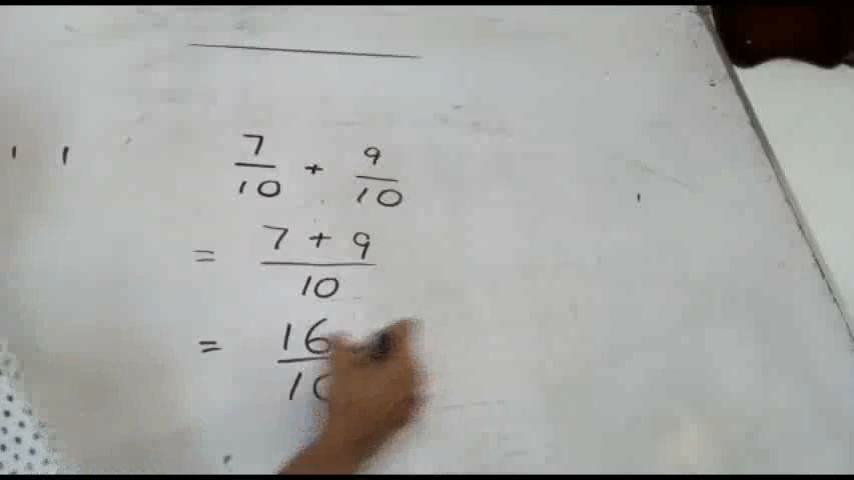 7/10 + 9/10
= (7 + 9)/10
= 16/10